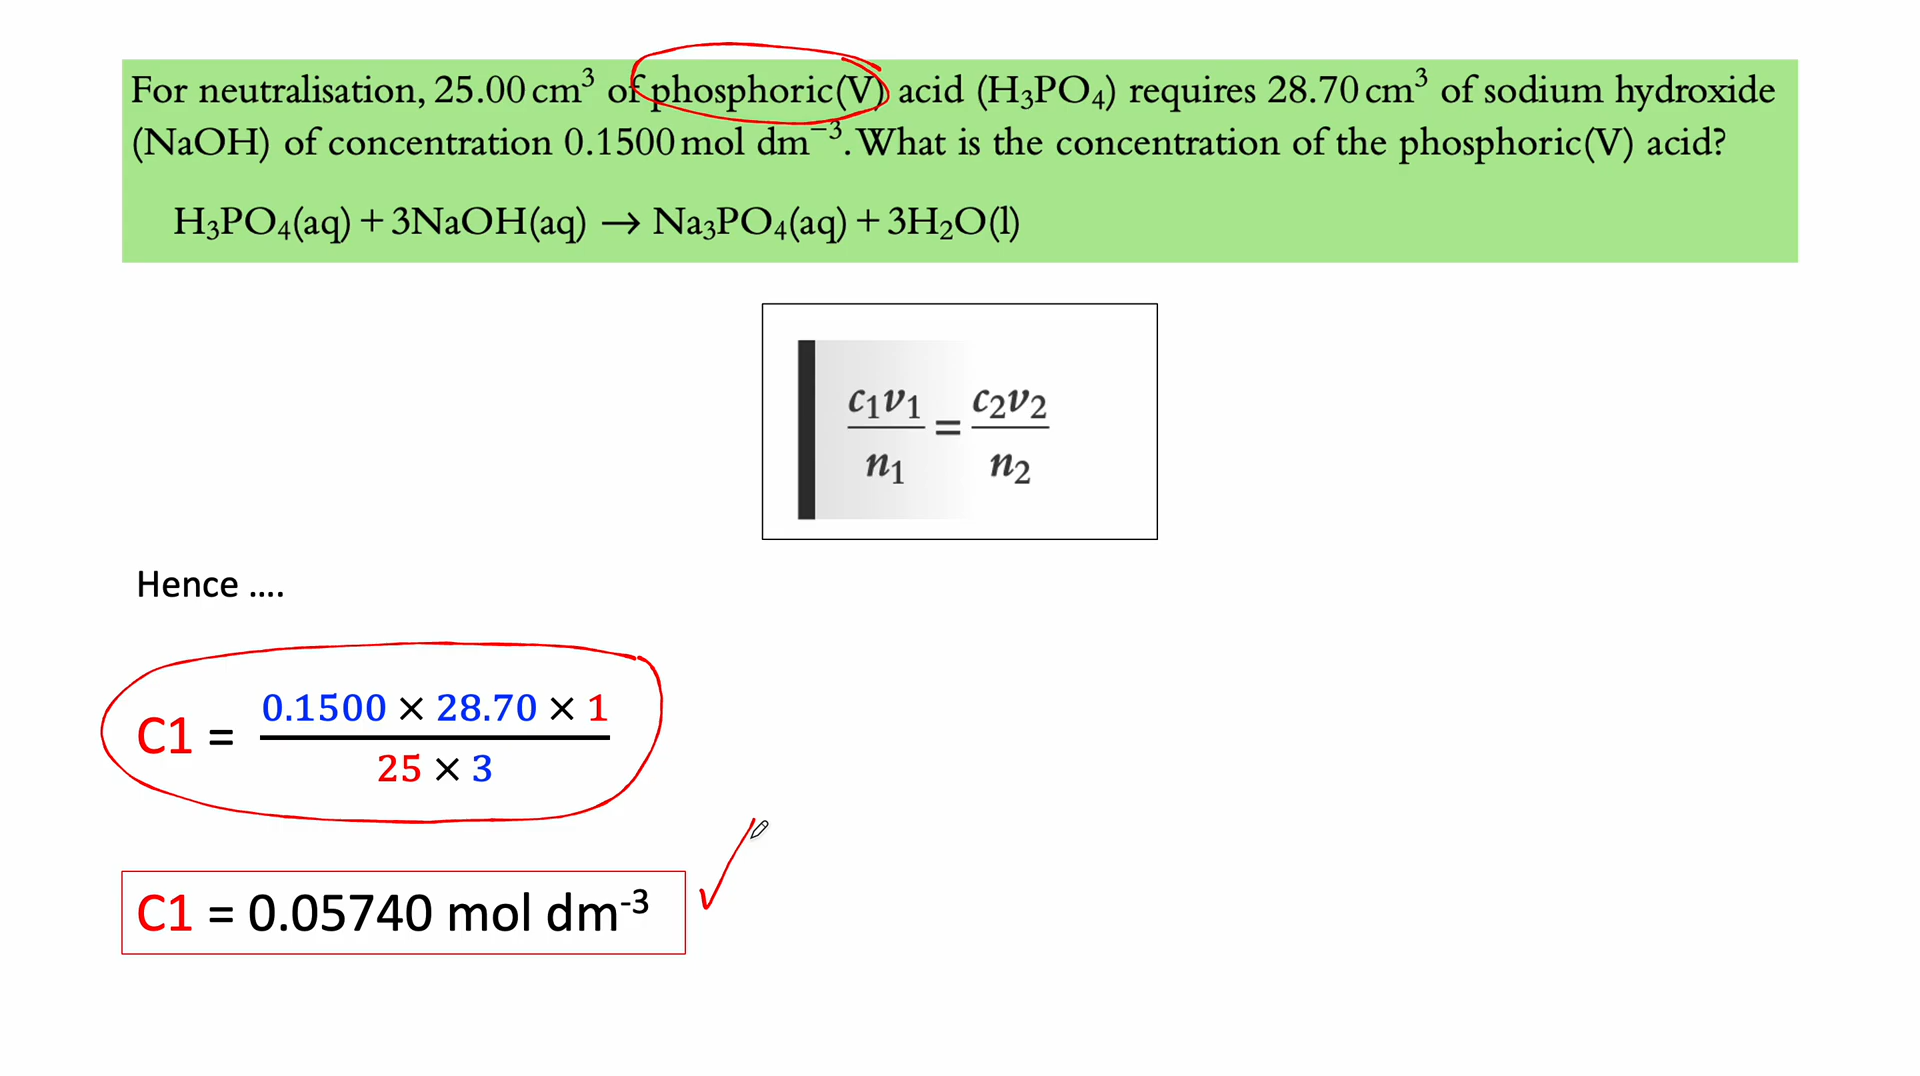 For neutralisation, 25.00 cm³ of phosphoric(V) acid (H₃PO₄) requires 28.70 cm³ of sodium hydroxide
(NaOH) of concentration 0.1500 mol dm⁻³. What is the concentration of the phosphoric(V) acid?
H₃PO₄(aq) + 3NaOH(aq) → Na₃PO₄(aq) + 3H₂O(l)
c₁v₁/n₁ = c₂v₂/n₂
Hence ....
C1 = (0.1500 × 28.70 × 1)/(25 × 3)
C1 = 0.05740 mol dm⁻³